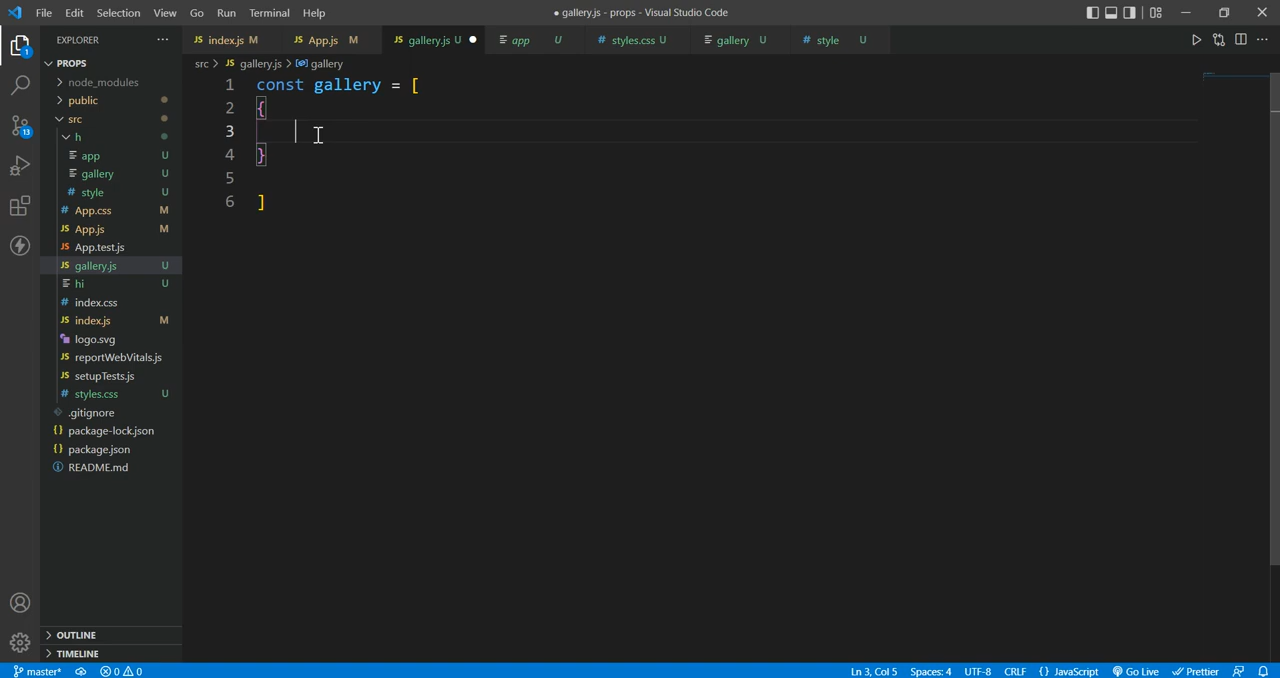 File Edit Selection View Go Run Terminal Help
● gallery.js - props - Visual Studio Code
EXPLORER ···
index.js M App.js M gallery.js U app U styles.css U gallery U style U
PROPS
src > JS gallery.js > gallery
node_modules
public
src
h
app U
gallery U
style U
App.css M
App.js M
App.test.js
gallery.js U
hi U
index.css
index.js M
logo.svg
reportWebVitals.js
setupTests.js
styles.css U
.gitignore
package-lock.json
package.json
README.md
1 const gallery = [
2 {
3
4 }
5
6 ]
1
13
OUTLINE
TIMELINE
master* 0 0 Ln 3, Col 5 Spaces: 4 UTF-8 CRLF {} JavaScript Go Live Prettier